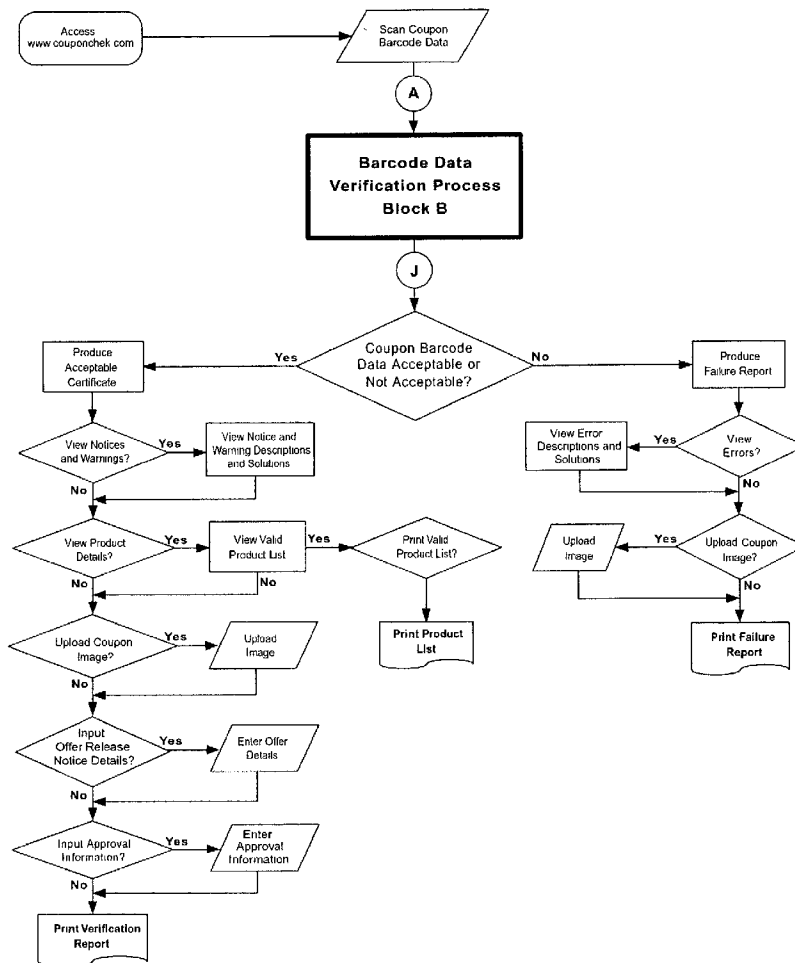 Access
www.couponchek.com
Scan Coupon
Barcode Data
A
Barcode Data
Verification Process
Block B
J
Coupon Barcode
Data Acceptable or
Not Acceptable?
Yes
No
Produce
Acceptable
Certificate
Produce
Failure Report
View Notices
and Warnings?
Yes
View Notice and
Warning Descriptions
and Solutions
No
View Error
Descriptions and
Solutions
Yes
View
Errors?
No
View Product
Details?
Yes
View Valid
Product List
Yes
Print Valid
Product List?
No
No
Upload
Image
Yes
Upload Coupon
Image?
No
Upload Coupon
Image?
Yes
Upload
Image
No
Print Product
List
Print Failure
Report
Input
Offer Release
Notice Details?
Yes
Enter Offer
Details
No
Input Approval
Information?
Yes
Enter
Approval
Information
No
Print Verification
Report